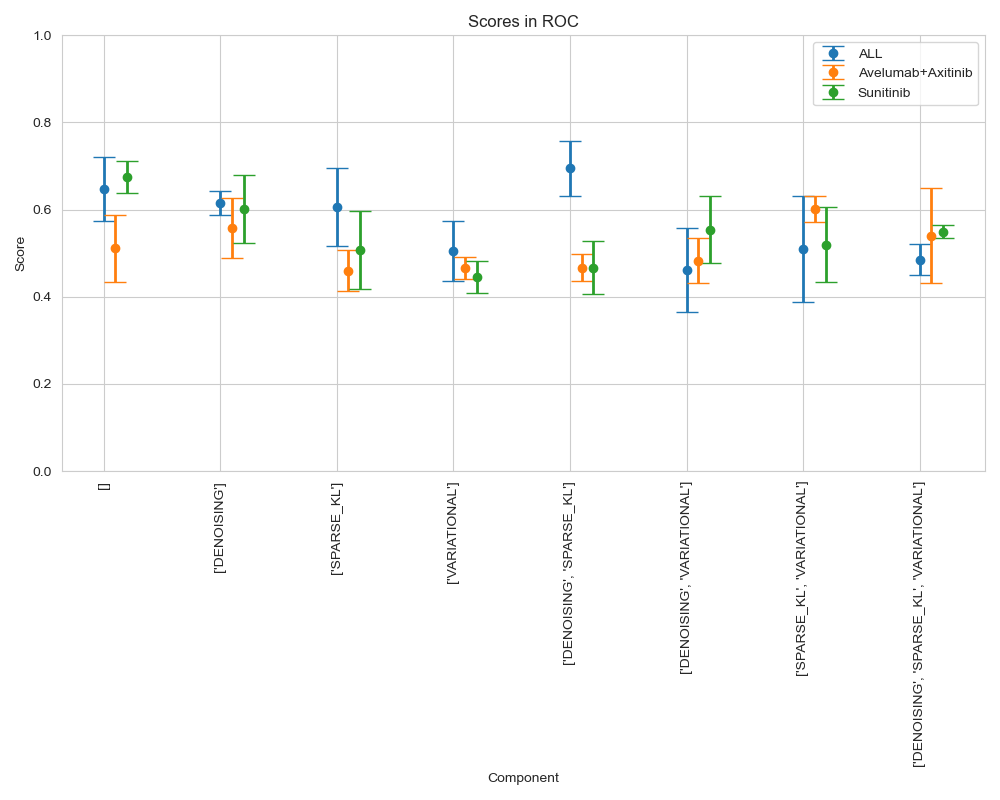 Scores in ROC
ALL
Avelumab+Axitinib
Sunitinib
1.0
0.8
0.6
0.4
0.2
0.0
Score
[]
['DENOISING']
['SPARSE_KL']
['VARIATIONAL']
['DENOISING', 'SPARSE_KL']
['DENOISING', 'VARIATIONAL']
['SPARSE_KL', 'VARIATIONAL']
['DENOISING', 'SPARSE_KL', 'VARIATIONAL']
Component